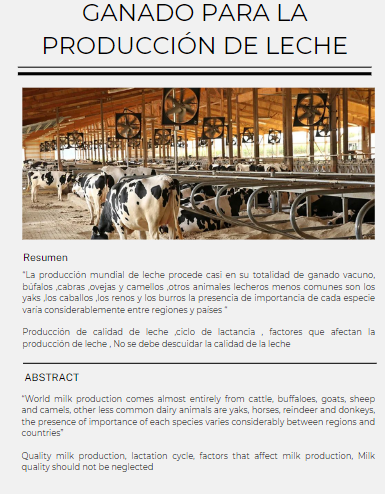 GANADO PARA LA
PRODUCCIÓN DE LECHE
Resumen
"La producción mundial de leche procede casi en su totalidad de ganado vacuno,
búfalos ,cabras ,ovejas y camellos ,otros animales lecheros menos comunes son los
yaks ,los caballos ,los renos y los burros la presencia de importancia de cada especie
varía considerablemente entre regiones y países "
Producción de calidad de leche ,ciclo de lactancia , factores que afectan la
producción de leche , No se debe descuidar la calidad de la leche
ABSTRACT
"World milk production comes almost entirely from cattle, buffaloes, goats, sheep
and camels, other less common dairy animals are yaks, horses, reindeer and donkeys,
the presence of importance of each species varies considerably between regions and
countries"
Quality milk production, lactation cycle, factors that affect milk production, Milk
quality should not be neglected